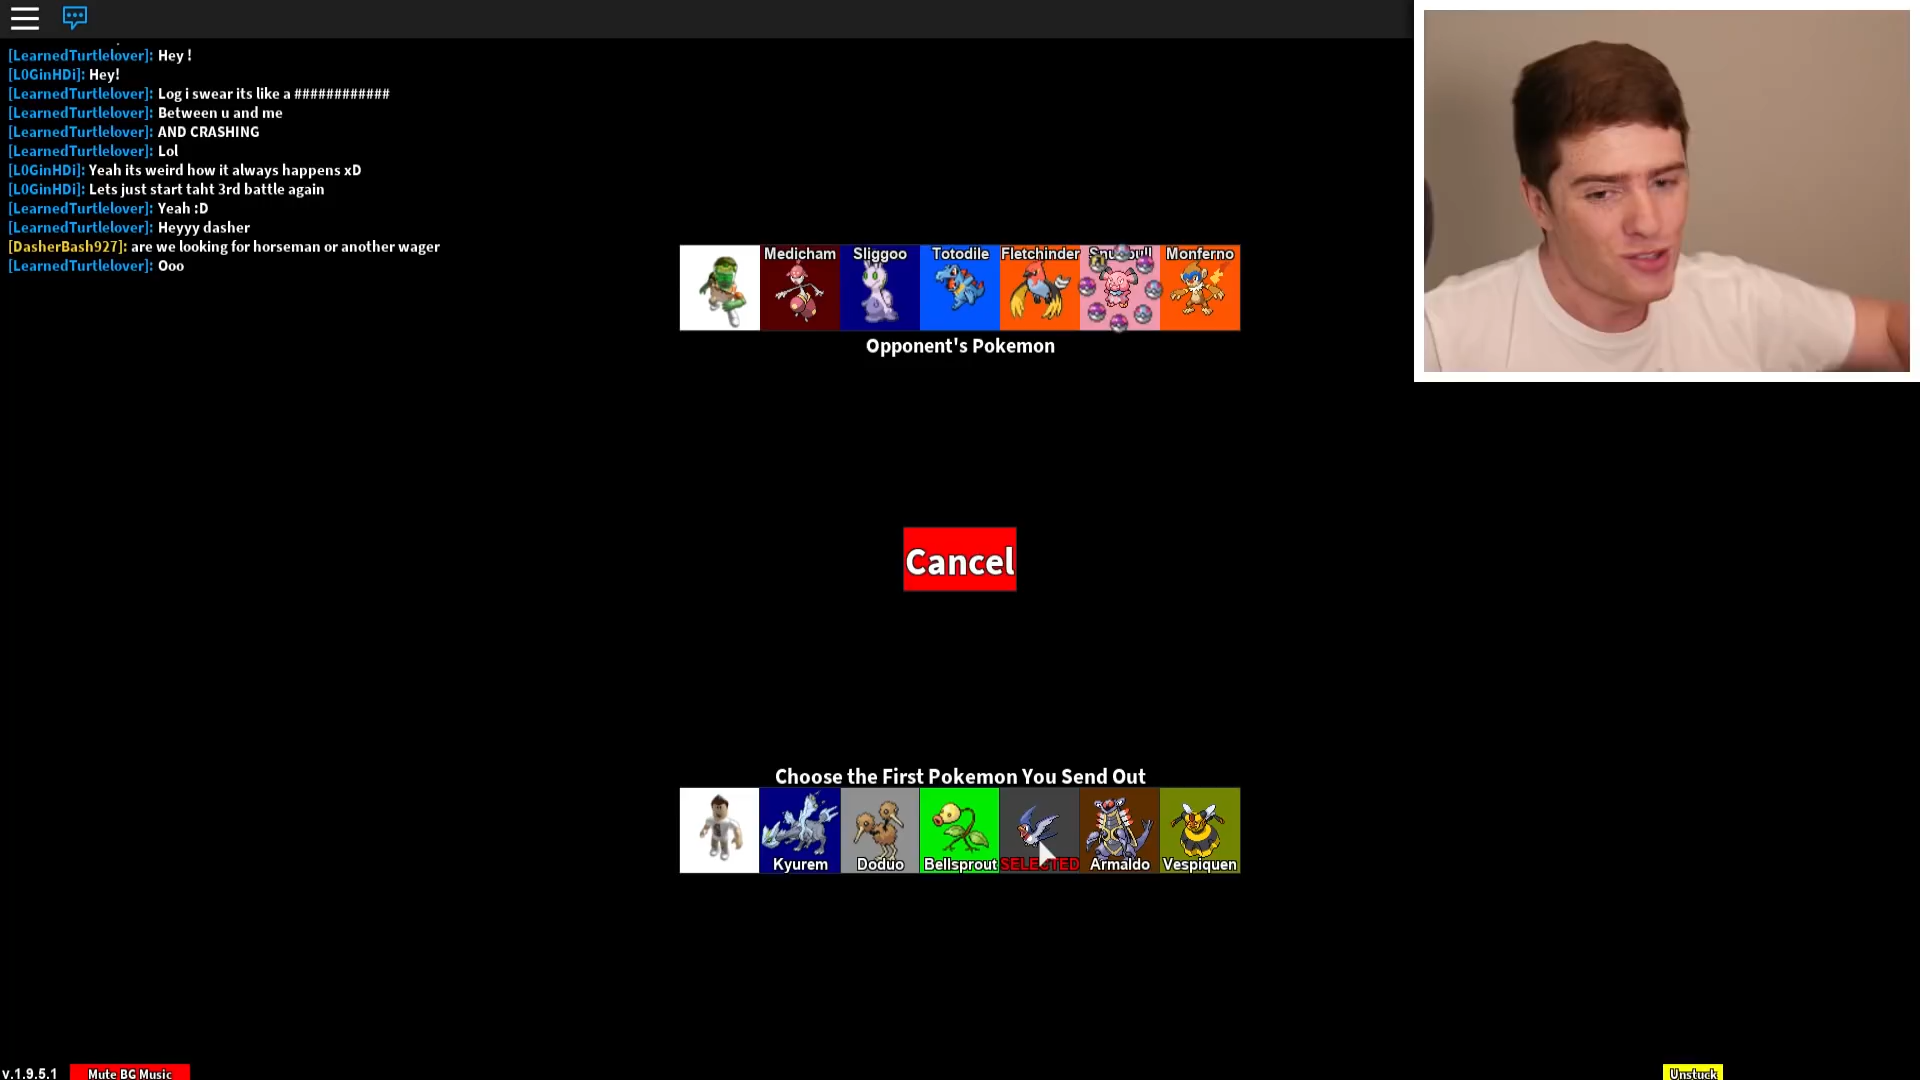 [LearnedTurtlelover]: Hey !
[L0GinHDi]: Hey!
[LearnedTurtlelover]: Log i swear its like a ############
[LearnedTurtlelover]: Between u and me
[LearnedTurtlelover]: AND CRASHING
[LearnedTurtlelover]: Lol
[L0GinHDi]: Yeah its weird how it always happens xD
[L0GinHDi]: Lets just start taht 3rd battle again
[LearnedTurtlelover]: Yeah :D
[LearnedTurtlelover]: Heyyy dasher
[DasherBash927]: are we looking for horseman or another wager
[LearnedTurtlelover]: Ooo
Medicham Sliggoo Totodile Fletchinder Snubbull Monferno
Opponent's Pokemon
Cancel
Choose the First Pokemon You Send Out
Kyurem Doduo Bellsprout SELECTED Armaldo Vespiquen
v.1.9.5.1 Mute BG Music Unstuck